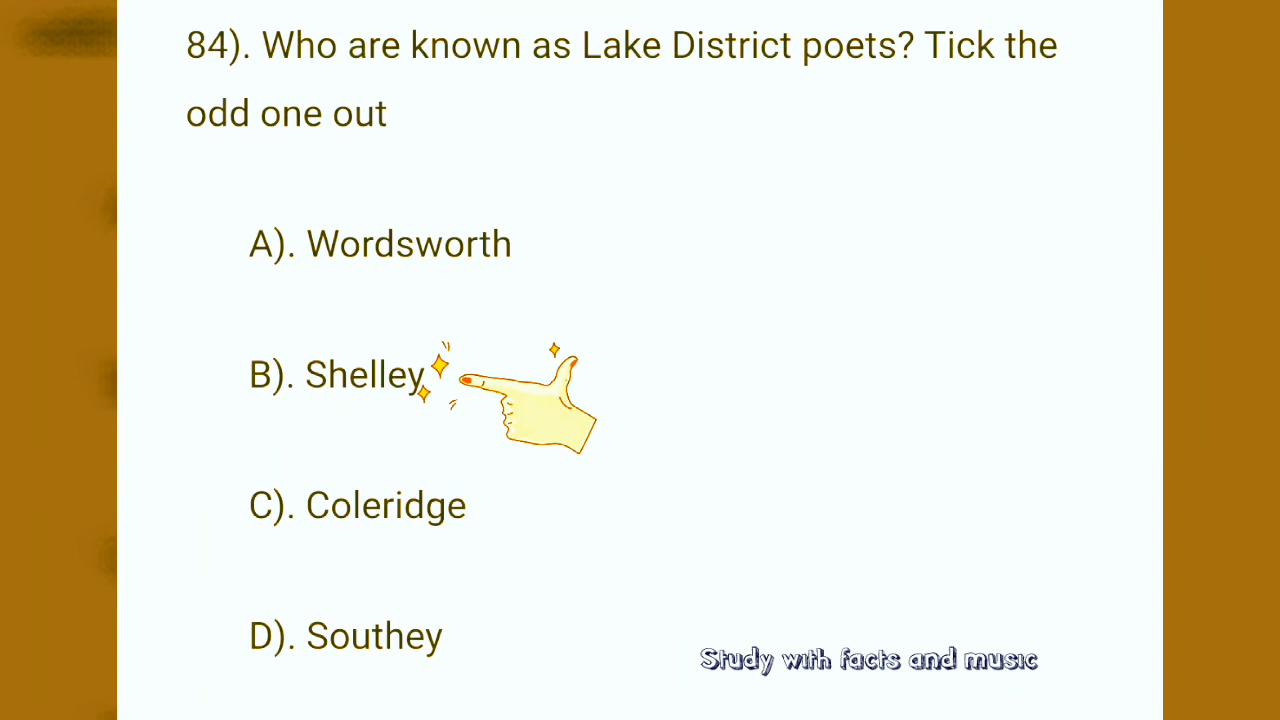 84). Who are known as Lake District poets? Tick the
odd one out
A). Wordsworth
B). Shelley
C). Coleridge
D). Southey
Study with facts and music